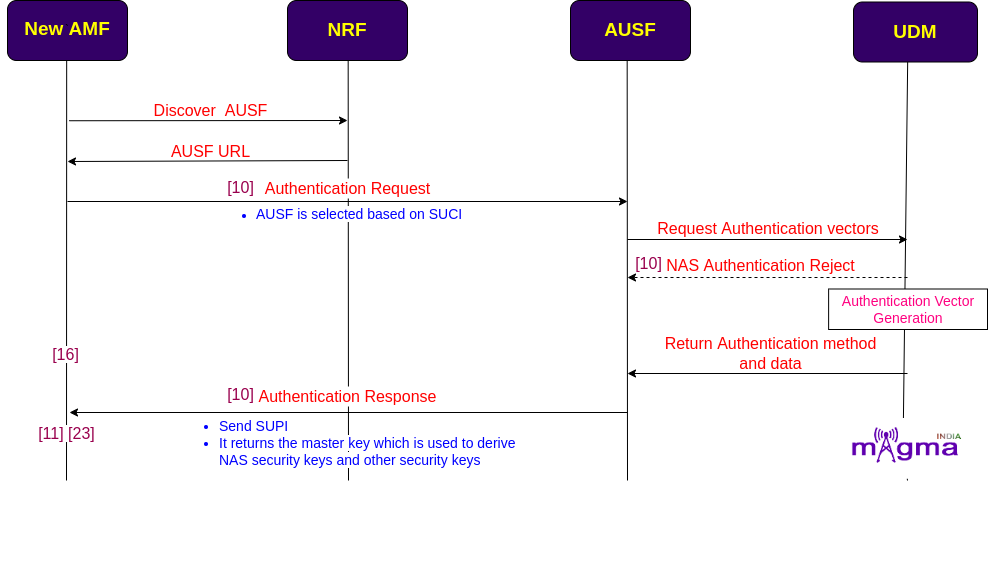 New AMF
NRF
AUSF
UDM
Discover AUSF
AUSF URL
[10] Authentication Request
• AUSF is selected based on SUCI
Request Authentication vectors
[10] NAS Authentication Reject
Authentication Vector
Generation
Return Authentication method
and data
[16]
[10] Authentication Response
[11] [23]
• Send SUPI
• It returns the master key which is used to derive
NAS security keys and other security keys
INDIA
magma